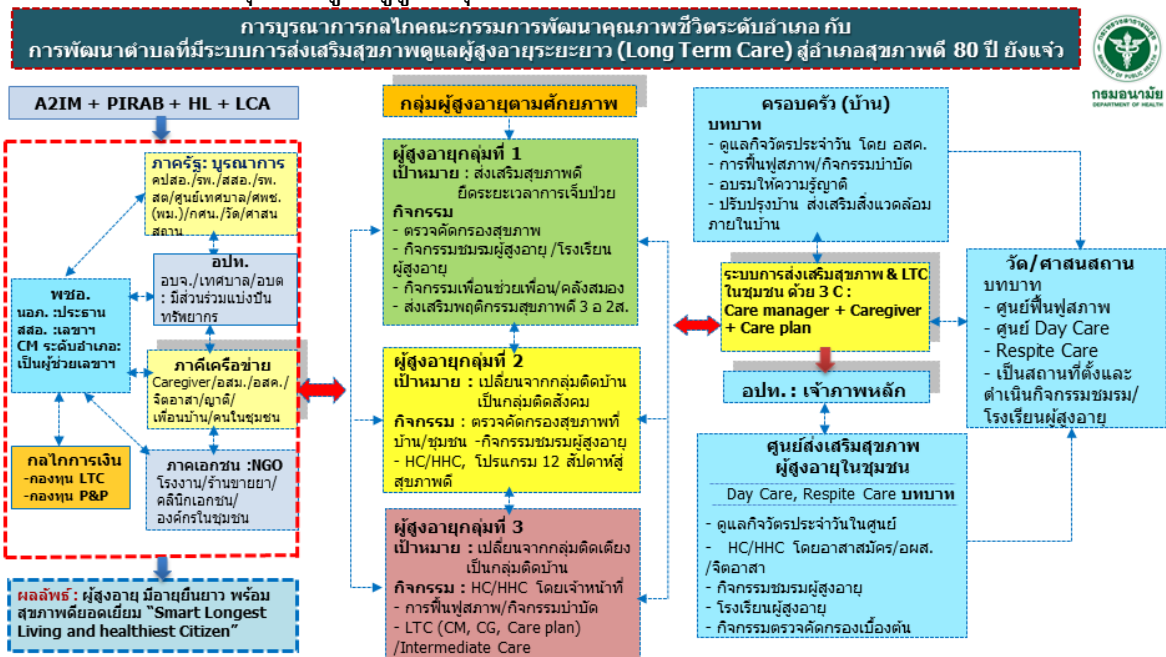 การบูรณาการกลไกคณะกรรมการพัฒนาคุณภาพชีวิตระดับอำเภอ กับ
การพัฒนาตำบลที่มีระบบการส่งเสริมสุขภาพดูแลผู้สูงอายุระยะยาว (Long Term Care) สู่อำเภอสุขภาพดี 80 ปี ยังแจ๋ว
กรมอนามัย
DEPARTMENT OF HEALTH
A2IM + PIRAB + HL + LCA
ภาครัฐ: บูรณาการ
คปสอ./รพ./สสอ./รพ.
สต/ศูนย์เทศบาล/ศพช.
(พม.)/กศน./วัด/ศาสน
สถาน
อปท.
อบจ./เทศบาล/อบต
: มีส่วนร่วมแบ่งปัน
ทรัพยากร
พชอ.
นอภ. :ประธาน
สสอ. :เลขาฯ
CM ระดับอำเภอ:
เป็นผู้ช่วยเลขาฯ
ภาคีเครือข่าย
Caregiver/อสม./อสค./
จิตอาสา/ญาติ/
เพื่อนบ้าน/คนในชุมชน
กลไกการเงิน
-กองทุน LTC
-กองทุน P&P
ภาคเอกชน :NGO
โรงงาน/ร้านขายยา/
คลินิกเอกชน/
องค์กรในชุมชน
ผลลัพธ์ : ผู้สูงอายุ มีอายุยืนยาว พร้อม
สุขภาพดียอดเยี่ยม “Smart Longest
Living and healthiest Citizen”
กลุ่มผู้สูงอายุตามศักยภาพ
ผู้สูงอายุกลุ่มที่ 1
เป้าหมาย : ส่งเสริมสุขภาพดี
ยืดระยะเวลาการเจ็บป่วย
กิจกรรม
- ตรวจคัดกรองสุขภาพ
- กิจกรรมชมรมผู้สูงอายุ /โรงเรียน
ผู้สูงอายุ
- กิจกรรมเพื่อนช่วยเพื่อน/คลังสมอง
- ส่งเสริมพฤติกรรมสุขภาพดี 3 อ 2ส.
ผู้สูงอายุกลุ่มที่ 2
เป้าหมาย : เปลี่ยนจากกลุ่มติดบ้าน
เป็นกลุ่มติดสังคม
กิจกรรม : ตรวจคัดกรองสุขภาพที่
บ้าน/ชุมชน -กิจกรรมชมรมผู้สูงอายุ
- HC/HHC, โปรแกรม 12 สัปดาห์สู่
สุขภาพดี
ผู้สูงอายุกลุ่มที่ 3
เป้าหมาย : เปลี่ยนจากกลุ่มติดเตียง
เป็นกลุ่มติดบ้าน
กิจกรรม : HC/HHC โดยเจ้าหน้าที่
- การฟื้นฟูสภาพ/กิจกรรมบำบัด
- LTC (CM, CG, Care plan)
/Intermediate Care
ครอบครัว (บ้าน)
บทบาท
- ดูแลกิจวัตรประจำวัน โดย อสค.
- การฟื้นฟูสภาพ/กิจกรรมบำบัด
- อบรมให้ความรู้ญาติ
- ปรับปรุงบ้าน ส่งเสริมสิ่งแวดล้อม
ภายในบ้าน
ระบบการส่งเสริมสุขภาพ & LTC
ในชุมชน ด้วย 3 C :
Care manager + Caregiver
+ Care plan
อปท. : เจ้าภาพหลัก
ศูนย์ส่งเสริมสุขภาพ
ผู้สูงอายุในชุมชน
Day Care, Respite Care บทบาท
- ดูแลกิจวัตรประจำวันในศูนย์
- HC/HHC โดยอาสาสมัคร/อผส.
/จิตอาสา
- กิจกรรมชมรมผู้สูงอายุ
- โรงเรียนผู้สูงอายุ
- กิจกรรมตรวจคัดกรองเบื้องต้น
วัด/ศาสนสถาน
บทบาท
- ศูนย์ฟื้นฟูสภาพ
- ศูนย์ Day Care
- Respite Care
- เป็นสถานที่ตั้งและ
ดำเนินกิจกรรมชมรม/
โรงเรียนผู้สูงอายุ